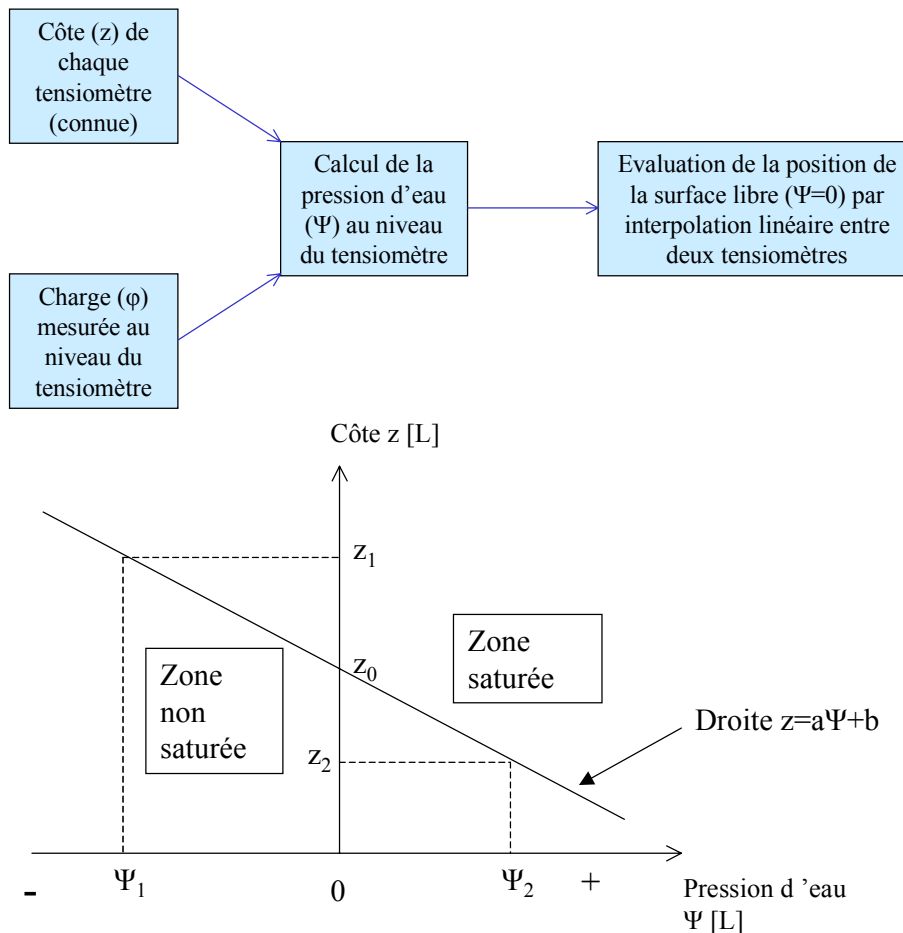 Côte (z) de
chaque
tensiomètre
(connue)
Calcul de la
pression d’eau
(Ψ) au niveau
du tensiomètre
Evaluation de la position de
la surface libre (Ψ=0) par
interpolation linéaire entre
deux tensiomètres
Charge (φ)
mesurée au
niveau du
tensiomètre
Côte z [L]
z₁
Zone
saturée
Zone
non
saturée
z₀
Droite z=aΨ+b
z₂
-
Ψ₁
0
Ψ₂
+
Pression d ’eau
Ψ [L]